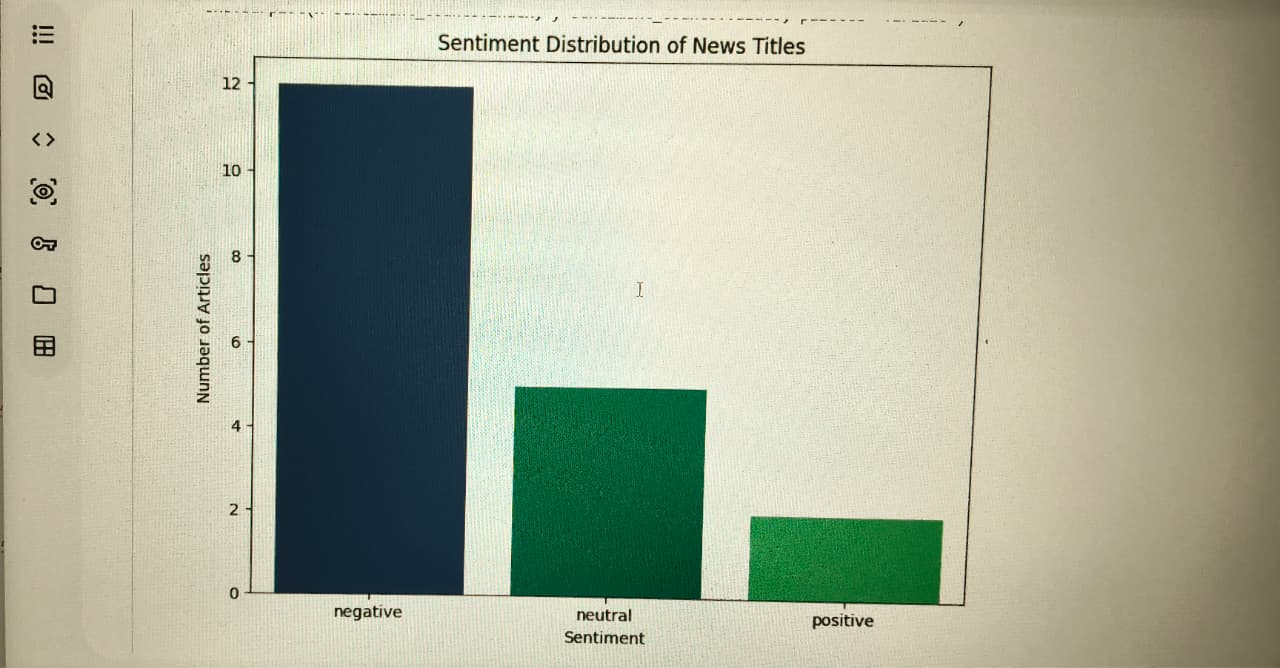 Sentiment Distribution of News Titles
12
10
8
6
4
2
0
Number of Articles
negative
neutral
positive
Sentiment